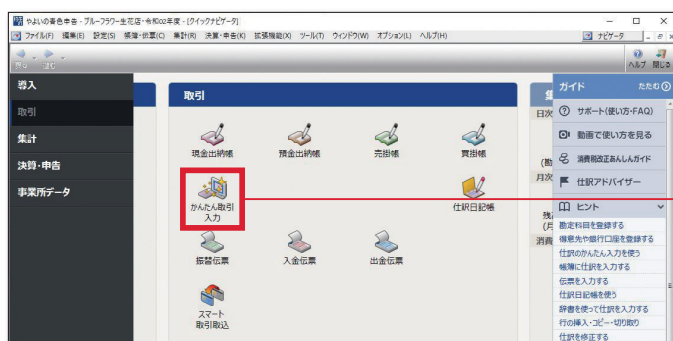 やよいの青色申告 - ブルーフラワー生花店・令和02年度 - [クイックナビゲータ]
ファイル(F) 編集(E) 設定(S) 帳簿・伝票(C) 集計(R) 決算・申告(K) 拡張機能(X) ツール(T) ウィンドウ(W) オプション(L) ヘルプ(H)
ナビゲータ
ヘルプ 閉じる
導入
取引
集計
決算・申告
事業所データ
取引
現金出納帳 預金出納帳 売掛帳 買掛帳
かんたん取引
入力
仕訳日記帳
振替伝票 入金伝票 出金伝票
スマート
取引取込
集
日次
月次
残
消費
ガイド たたむ
サポート(使い方・FAQ)
動画で使い方を見る
消費税改正あんしんガイド
仕訳アドバイザー
ヒント
勘定科目を登録する
得意先や銀行口座を登録する
仕訳のかんたん入力を使う
帳簿に仕訳を入力する
伝票を入力する
仕訳日記帳を使う
辞書を使って仕訳を入力する
行の挿入・コピー・切り取り
仕訳を修正する